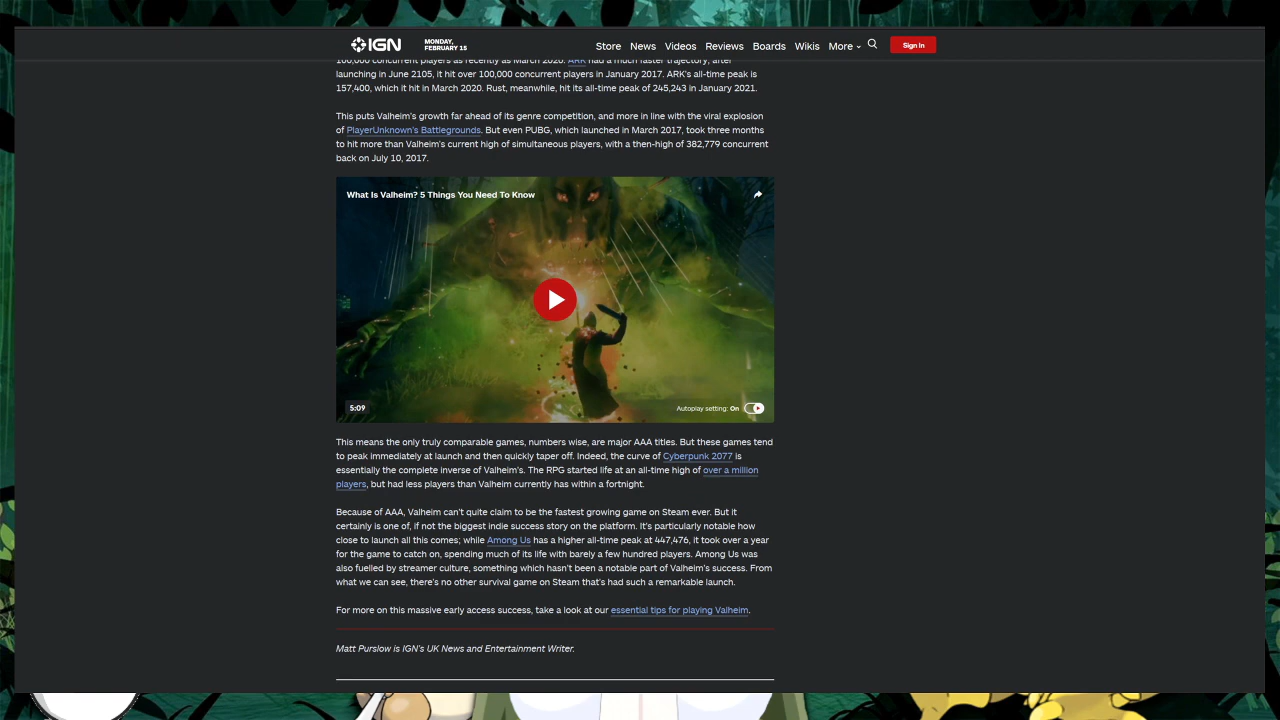 IGN
MONDAY,
FEBRUARY 15
Store News Videos Reviews Boards Wikis More
Sign In
100,000 concurrent players as recently as March 2020. ARK had a much faster trajectory; after
launching in June 2105, it hit over 100,000 concurrent players in January 2017. ARK's all-time peak is
157,400, which it hit in March 2020. Rust, meanwhile, hit its all-time peak of 245,243 in January 2021.
This puts Valheim's growth far ahead of its genre competition, and more in line with the viral explosion
of PlayerUnknown's Battlegrounds. But even PUBG, which launched in March 2017, took three months
to hit more than Valheim's current high of simultaneous players, with a then-high of 382,779 concurrent
back on July 10, 2017.
What Is Valheim? 5 Things You Need To Know
5:09
Autoplay setting: On
This means the only truly comparable games, numbers wise, are major AAA titles. But these games tend
to peak immediately at launch and then quickly taper off. Indeed, the curve of Cyberpunk 2077 is
essentially the complete inverse of Valheim's. The RPG started life at an all-time high of over a million
players, but had less players than Valheim currently has within a fortnight.
Because of AAA, Valheim can't quite claim to be the fastest growing game on Steam ever. But it
certainly is one of, if not the biggest indie success story on the platform. It's particularly notable how
close to launch all this comes; while Among Us has a higher all-time peak at 447,476, it took over a year
for the game to catch on, spending much of its life with barely a few hundred players. Among Us was
also fuelled by streamer culture, something which hasn't been a notable part of Valheim's success. From
what we can see, there's no other survival game on Steam that's had such a remarkable launch.
For more on this massive early access success, take a look at our essential tips for playing Valheim.
Matt Purslow is IGN's UK News and Entertainment Writer.